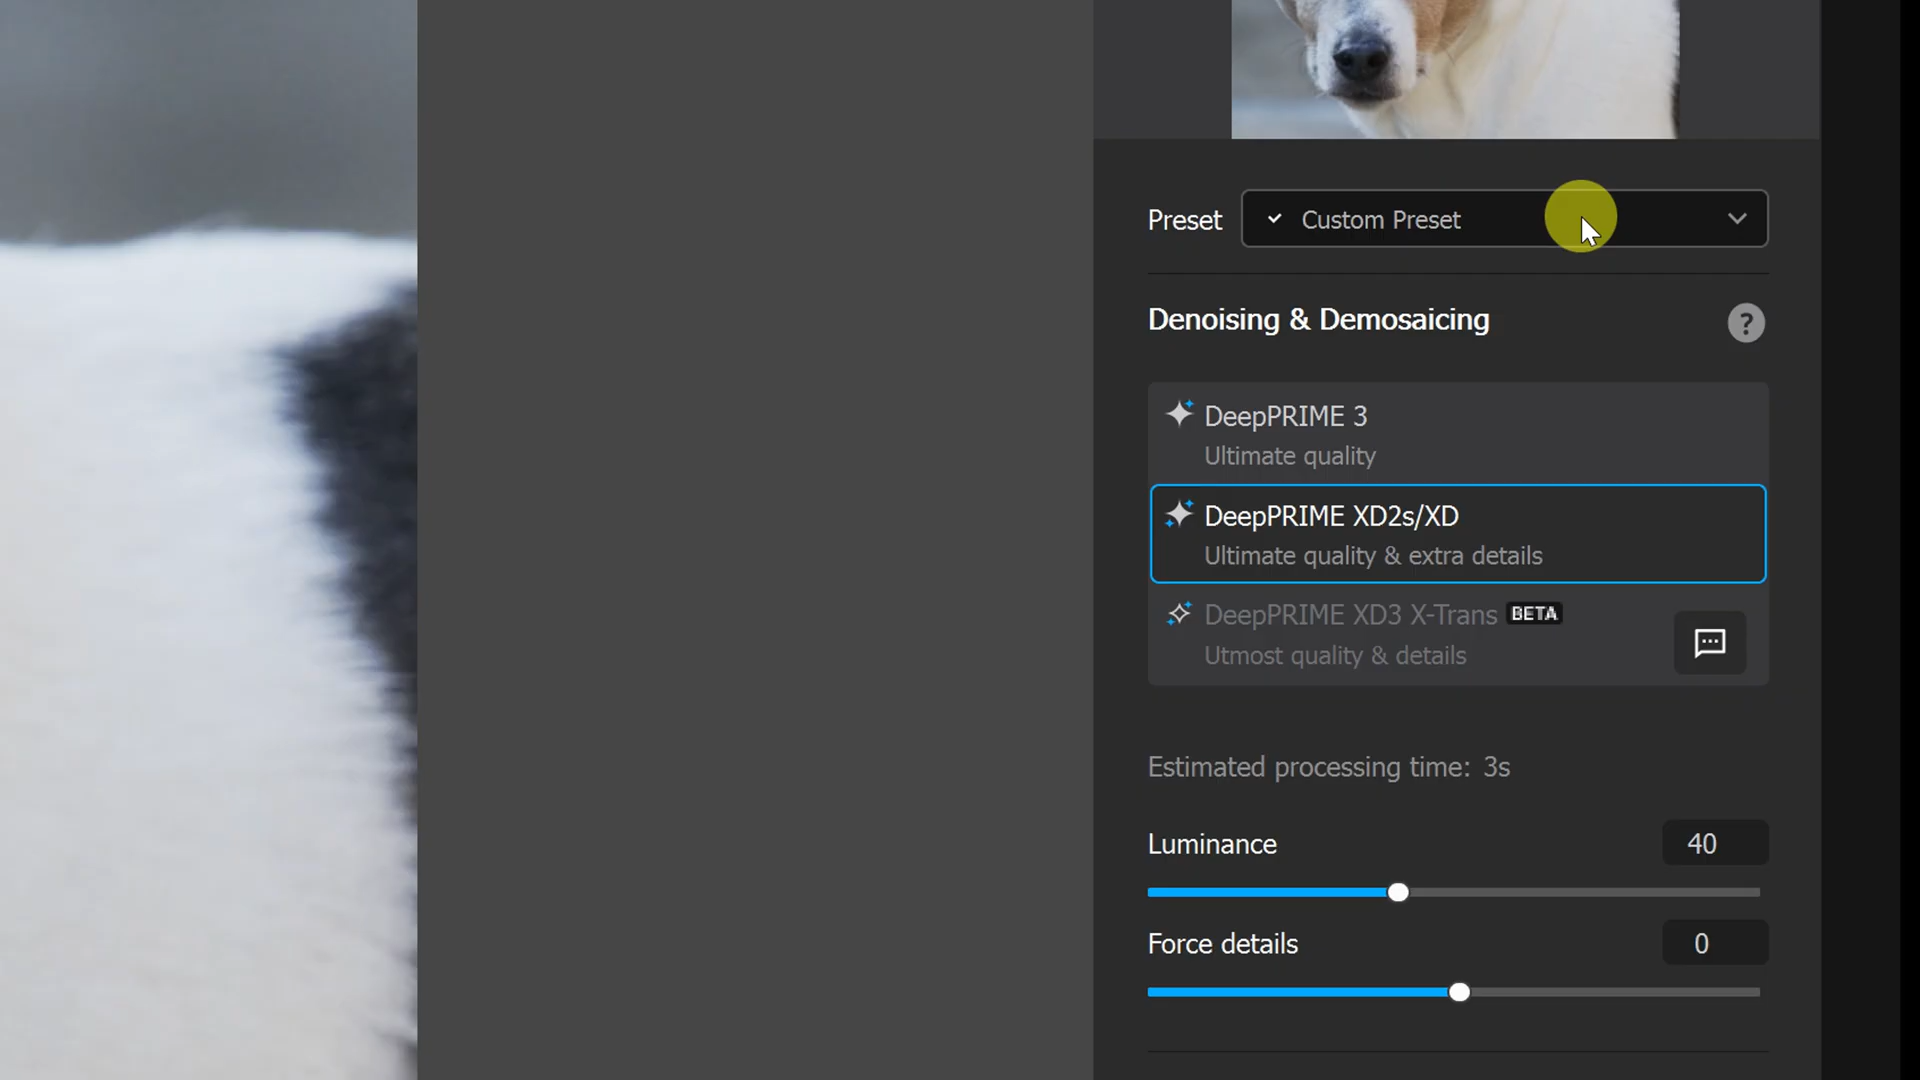 Preset
Custom Preset
Denoising & Demosaicing
?
DeepPRIME 3
Ultimate quality
DeepPRIME XD2s/XD
Ultimate quality & extra details
DeepPRIME XD3 X-Trans BETA
Utmost quality & details
Estimated processing time: 3s
Luminance 40
Force details 0